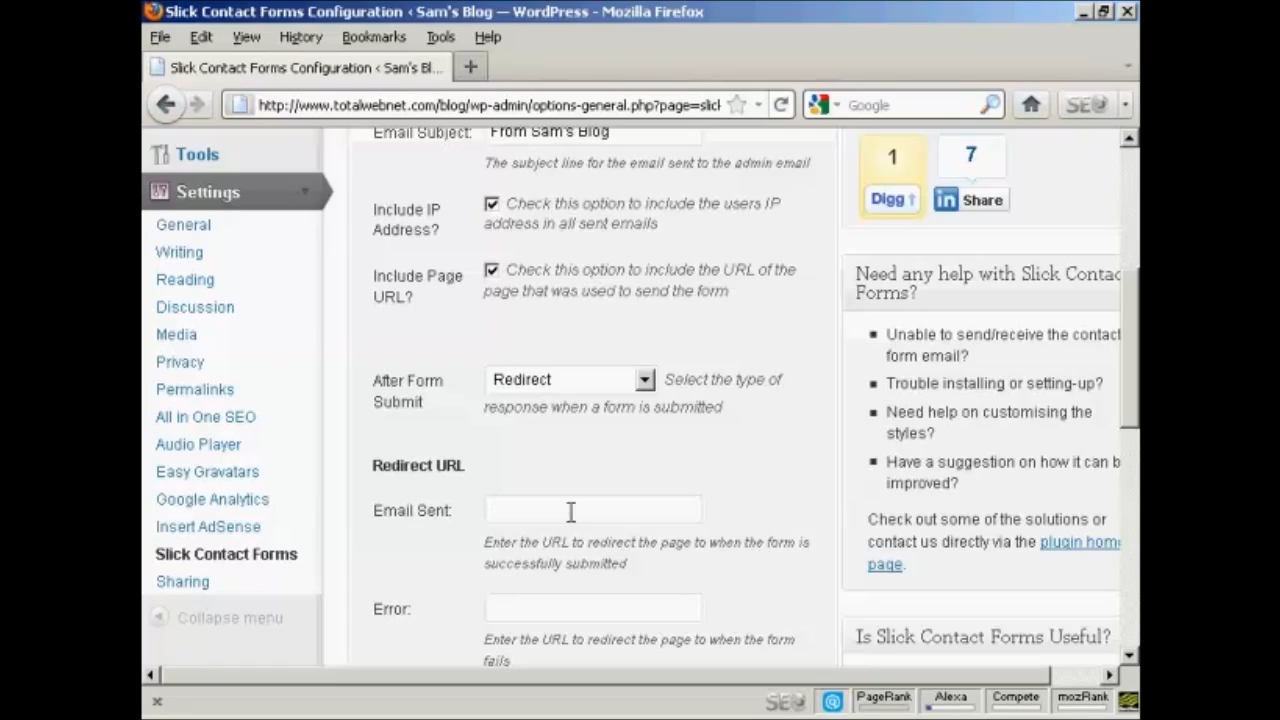 Slick Contact Forms Configuration ‹ Sam's Blog — WordPress - Mozilla Firefox
File Edit View History Bookmarks Tools Help
Slick Contact Forms Configuration ‹ Sam's Bl... +
http://www.totalwebnet.com/blog/wp-admin/options-general.php?page=slicl
Google
SEO
Tools
Settings
General
Writing
Reading
Discussion
Media
Privacy
Permalinks
All in One SEO
Audio Player
Easy Gravatars
Google Analytics
Insert AdSense
Slick Contact Forms
Sharing
Collapse menu
Email Subject: From Sam's Blog
The subject line for the email sent to the admin email
Include IP
Address?
Check this option to include the users IP
address in all sent emails
Include Page
URL?
Check this option to include the URL of the
page that was used to send the form
After Form
Submit
Redirect
Select the type of
response when a form is submitted
Redirect URL
Email Sent:
Enter the URL to redirect the page to when the form is
successfully submitted
Error:
Enter the URL to redirect the page to when the form
fails
1
Digg
7
in Share
Need any help with Slick Contac
Forms?
Unable to send/receive the contact
form email?
Trouble installing or setting-up?
Need help on customising the
styles?
Have a suggestion on how it can b
improved?
Check out some of the solutions or
contact us directly via the plugin home
page.
Is Slick Contact Forms Useful?
SEO PageRank Alexa Compete mozRank